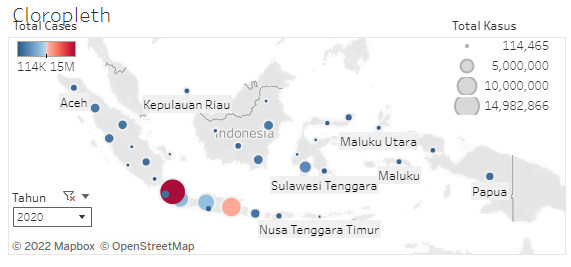 Cloropleth
Total Cases
114K 15M
Total Kasus
114,465
5,000,000
10,000,000
14,982,866
Aceh
Kepulauan Riau
Indonesia
Maluku Utara
Sulawesi Tenggara
Maluku
Papua
Nusa Tenggara Timur
Tahun
2020
© 2022 Mapbox © OpenStreetMap